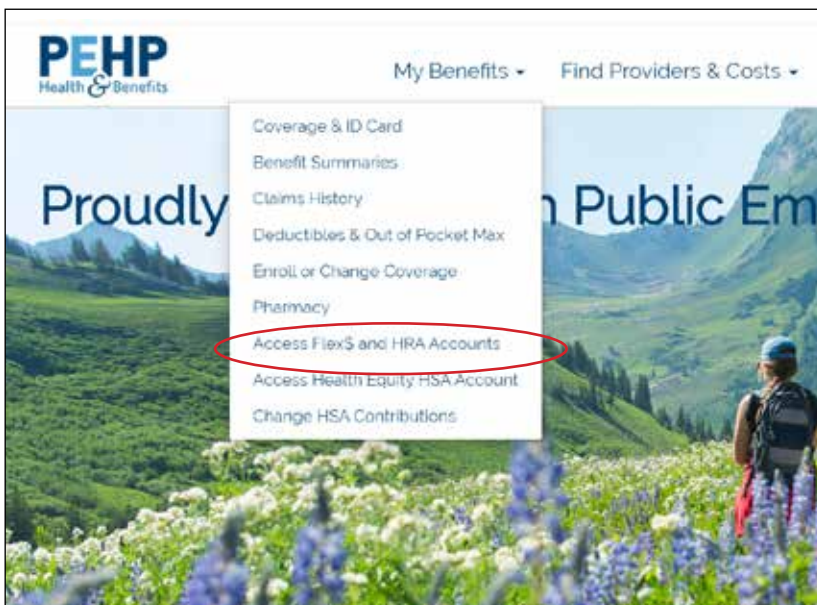 PEHP
Health & Benefits
My Benefits
Find Providers & Costs
Coverage & ID Card
Benefit Summaries
Claims History
Deductibles & Out of Pocket Max
Enroll or Change Coverage
Pharmacy
Access Flex$ and HRA Accounts
Access Health Equity HSA Account
Change HSA Contributions
Proudly n Public Em